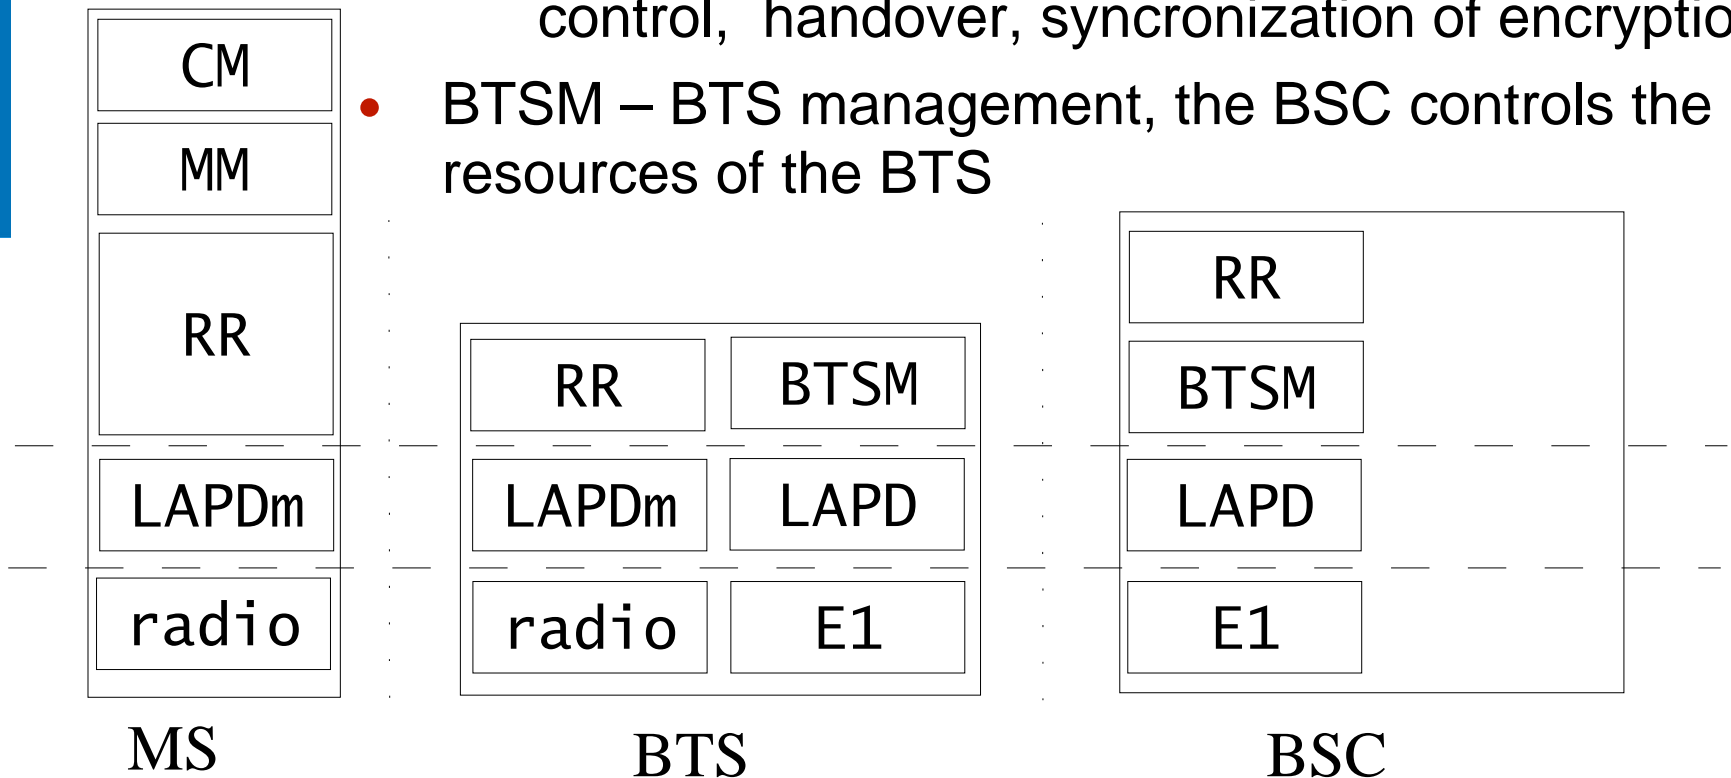 control, handover, syncronization of encryptio
• BTSM – BTS management, the BSC controls the
resources of the BTS
CM
MM
RR
LAPDm
radio
MS
RR BTSM
LAPDm LAPD
radio E1
BTS
RR
BTSM
LAPD
E1
BSC